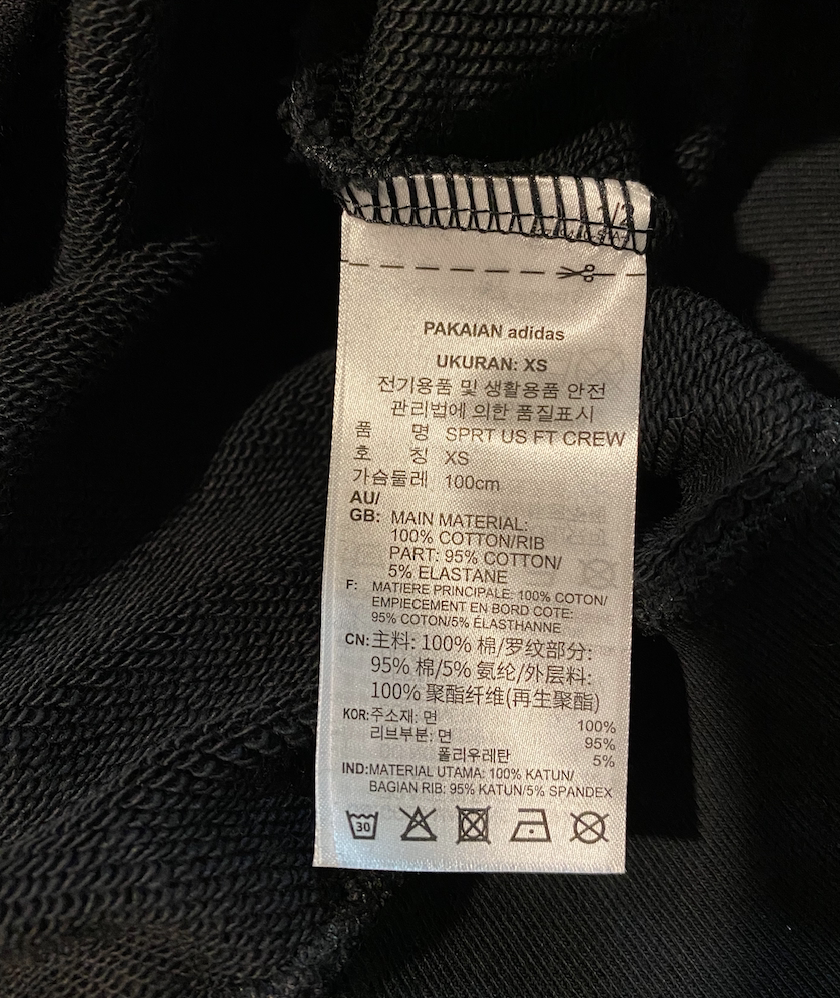 1/2
PAKAIAN adidas
UKURAN: XS
전기용품 및 생활용품 안전
관리법에 의한 품질표시
품 명 SPRT US FT CREW
호 칭 XS
가슴둘레 100cm
AU/
GB: MAIN MATERIAL:
100% COTTON/RIB
PART: 95% COTTON/
5% ELASTANE
F: MATIERE PRINCIPALE: 100% COTON/
EMPIECEMENT EN BORD COTE:
95% COTON/5% ÉLASTHANNE
CN: 主料: 100% 棉/罗纹部分:
95% 棉/5% 氨纶/外层料:
100% 聚酯纤维(再生聚酯)
KOR: 주소재: 면 100%
리브부분: 면 95%
폴리우레탄 5%
IND: MATERIAL UTAMA: 100% KATUN/
BAGIAN RIB: 95% KATUN/5% SPANDEX
30